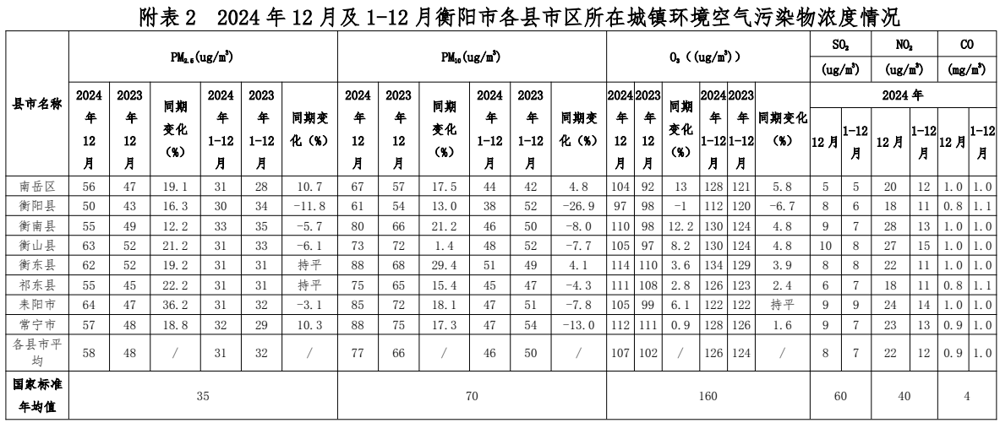 附表2 2024年12月及1-12月衡阳市各县市区所在城镇环境空气污染物浓度情况
县市名称 PM2.5(ug/m³) PM10(ug/m³) O3((ug/m³)) SO2 NO2 CO
(ug/m³) (ug/m³) (mg/m³)
2024年12月 2023年12月 同期变化(%) 2024年1-12月 2023年1-12月 同期变化(%) 2024年12月 2023年12月 同期变化(%) 2024年1-12月 2023年1-12月 同期变化(%) 2024年12月 2023年12月 同期变化(%) 2024年1-12月 2023年1-12月 同期变化(%) 2024年
12月 1-12月 12月 1-12月 12月 1-12月
南岳区 56 47 19.1 31 28 10.7 67 57 17.5 44 42 4.8 104 92 13 128 121 5.8 5 5 20 12 1.0 1.0
衡阳县 50 43 16.3 30 34 -11.8 61 54 13.0 38 52 -26.9 97 98 -1 112 120 -6.7 8 6 18 11 0.8 1.1
衡南县 55 49 12.2 33 35 -5.7 80 66 21.2 46 50 -8.0 110 98 12.2 130 124 4.8 9 7 28 13 1.0 1.0
衡山县 63 52 21.2 31 33 -6.1 73 72 1.4 48 52 -7.7 105 97 8.2 130 124 4.8 10 8 27 15 1.0 1.0
衡东县 62 52 19.2 31 31 持平 88 68 29.4 51 49 4.1 114 110 3.6 134 129 3.9 8 8 22 11 1.0 1.0
祁东县 55 45 22.2 31 31 持平 75 65 15.4 45 47 -4.3 111 108 2.8 126 123 2.4 6 7 18 11 0.8 1.1
耒阳市 64 47 36.2 31 32 -3.1 85 72 18.1 47 51 -7.8 105 99 6.1 122 122 持平 9 9 24 14 1.0 1.0
常宁市 57 48 18.8 32 29 10.3 88 75 17.3 47 54 -13.0 112 111 0.9 128 126 1.6 9 7 23 13 0.9 1.0
各县市平均 58 48 / 31 32 / 77 66 / 46 50 / 107 102 / 126 124 / 8 7 22 12 0.9 1.0
国家标准年均值 35 70 160 60 40 4